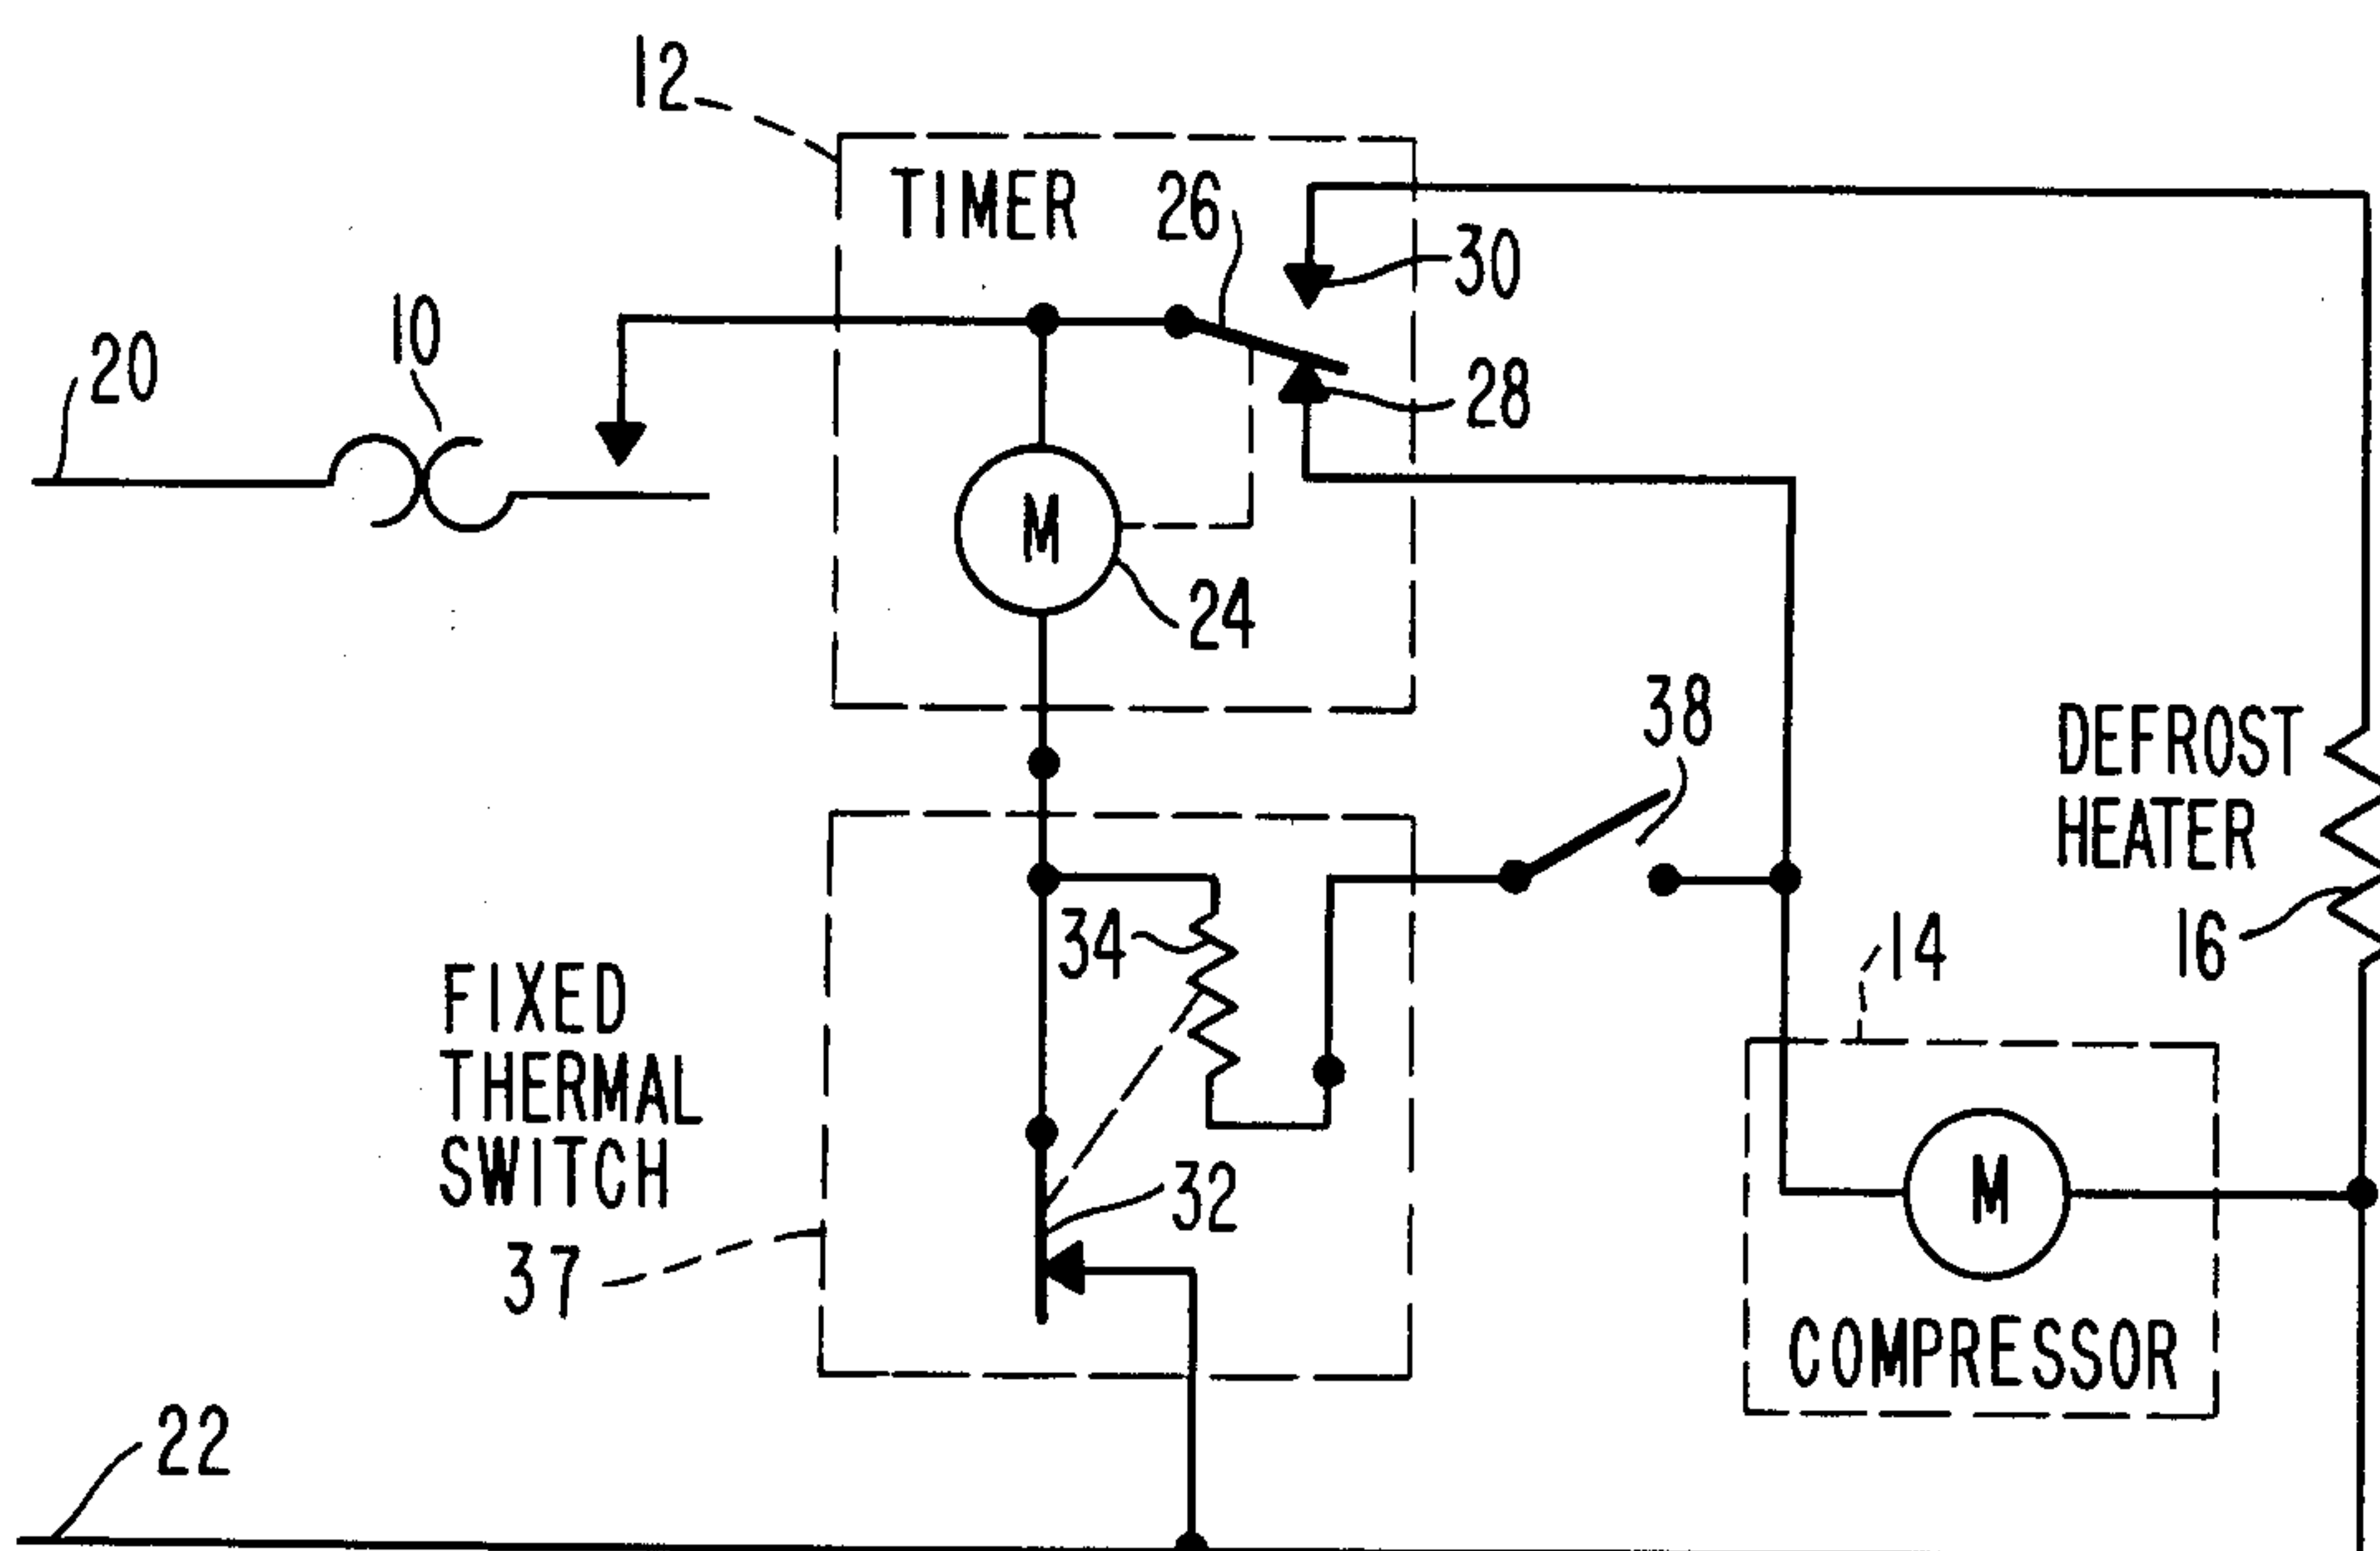 12
TIMER 26
30
10
20
28
M
24
38
DEFROST
HEATER
34
14
16
FIXED
THERMAL
SWITCH
32
M
37
COMPRESSOR
22